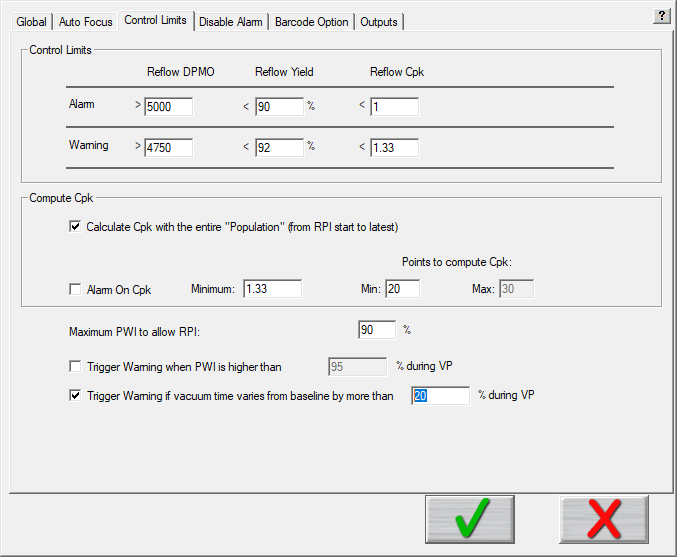 ?
Global Auto Focus Control Limits Disable Alarm Barcode Option Outputs
Control Limits
Reflow DPMO Reflow Yield Reflow Cpk
Alarm > 5000 < 90 % < 1
Warning > 4750 < 92 % < 1.33
Compute Cpk
Calculate Cpk with the entire "Population" (from RPI start to latest)
Points to compute Cpk:
Alarm On Cpk Minimum: 1.33 Min: 20 Max: 30
Maximum PWI to allow RPI: 90 %
Trigger Warning when PWI is higher than 95 % during VP
Trigger Warning if vacuum time varies from baseline by more than 20 % during VP